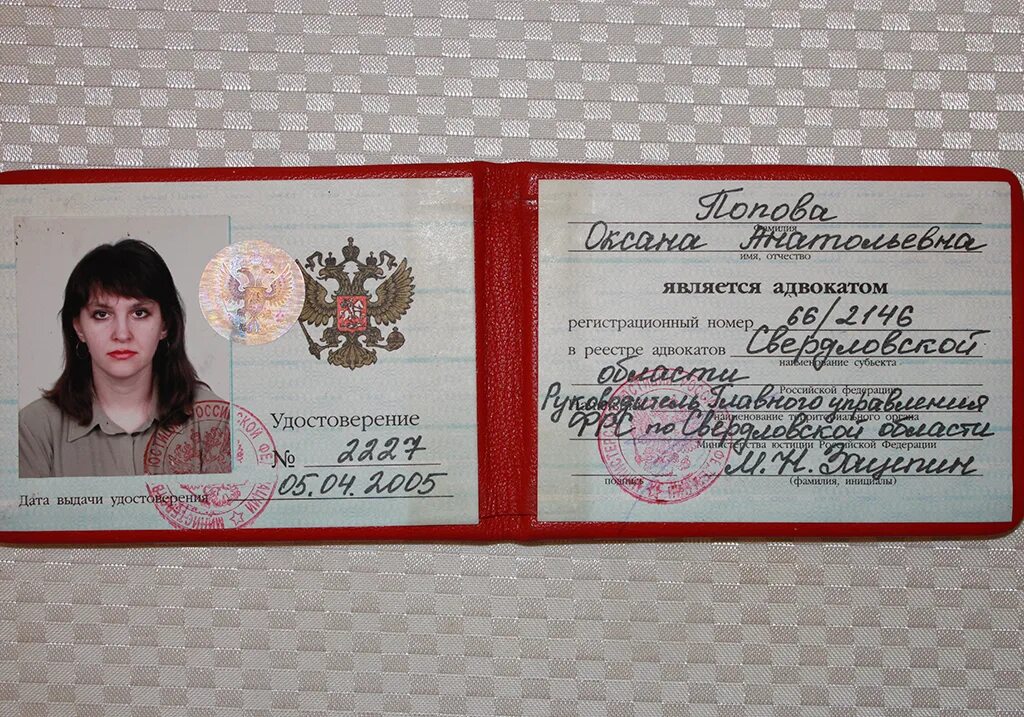 Удостоверение
№ 2227
Дата выдачи удостоверения 05.04.2005
Попова
фамилия
Оксана Анатольевна
имя, отчество
является адвокатом
регистрационный номер 66/2146
в реестре адвокатов Свердловской
наименование субъекта
области
Российской федерации
Руководитель Главного управления
наименование территориального органа
ФРС по Свердловской области
Министерства юстиции Российской Федерации
М.Н. Зацепин
подпись (фамилия, инициалы)